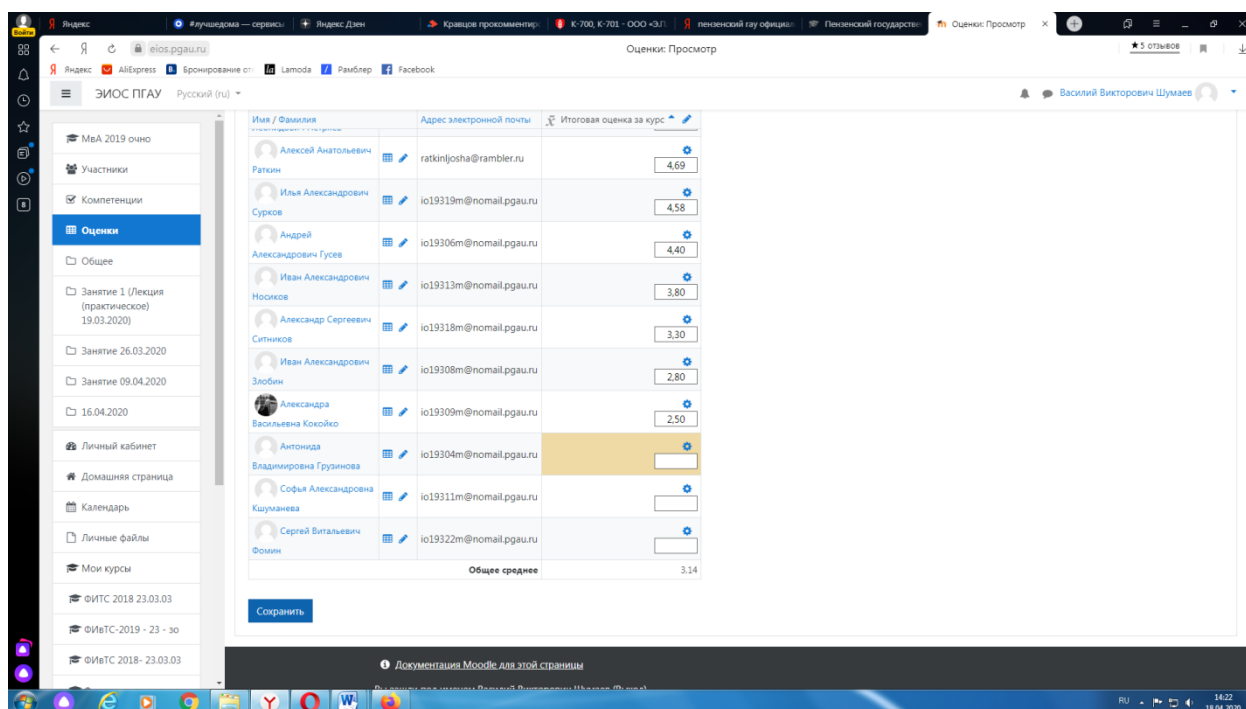 Войти
Яндекс
#лучшедома — сервисы
Яндекс Дзен
Кравцов прокомментир
К-700, К-701 - ООО «ЭЛ
пензенский гау официал
Пензенский государстве
Оценки: Просмотр
eios.pgau.ru
Оценки: Просмотр
★5 отзывов
Яндекс
AliExpress
Бронирование от
Lamoda
Рамблер
Facebook
ЭИОС ПГАУ
Русский (ru)
Василий Викторович Шумаев
МвА 2019 очно
Участники
Компетенции
Оценки
Общее
Занятие 1 (Лекция
(практическое)
19.03.2020)
Занятие 26.03.2020
Занятие 09.04.2020
16.04.2020
Личный кабинет
Домашняя страница
Календарь
Личные файлы
Мои курсы
ФИТС 2018 23.03.03
ФИвТС-2019 - 23 - зо
ФИвТС 2018- 23.03.03
Имя / Фамилия
Адрес электронной почты
Итоговая оценка за курс
Алексей Анатольевич
Раткин
ratkinljosha@rambler.ru
4,69
Илья Александрович
Сурков
io19319m@nomail.pgau.ru
4,58
Андрей
Александрович Гусев
io19306m@nomail.pgau.ru
4,40
Иван Александрович
Носиков
io19313m@nomail.pgau.ru
3,80
Александр Сергеевич
Ситников
io19318m@nomail.pgau.ru
3,30
Иван Александрович
Злобин
io19308m@nomail.pgau.ru
2,80
Александра
Васильевна Кокойко
io19309m@nomail.pgau.ru
2,50
Антонида
Владимировна Грузинова
io19304m@nomail.pgau.ru
Софья Александровна
Кшуманева
io19311m@nomail.pgau.ru
Сергей Витальевич
Фомин
io19322m@nomail.pgau.ru
Общее среднее
3,14
Сохранить
Документация Moodle для этой страницы
RU
14:22
18.04.2020